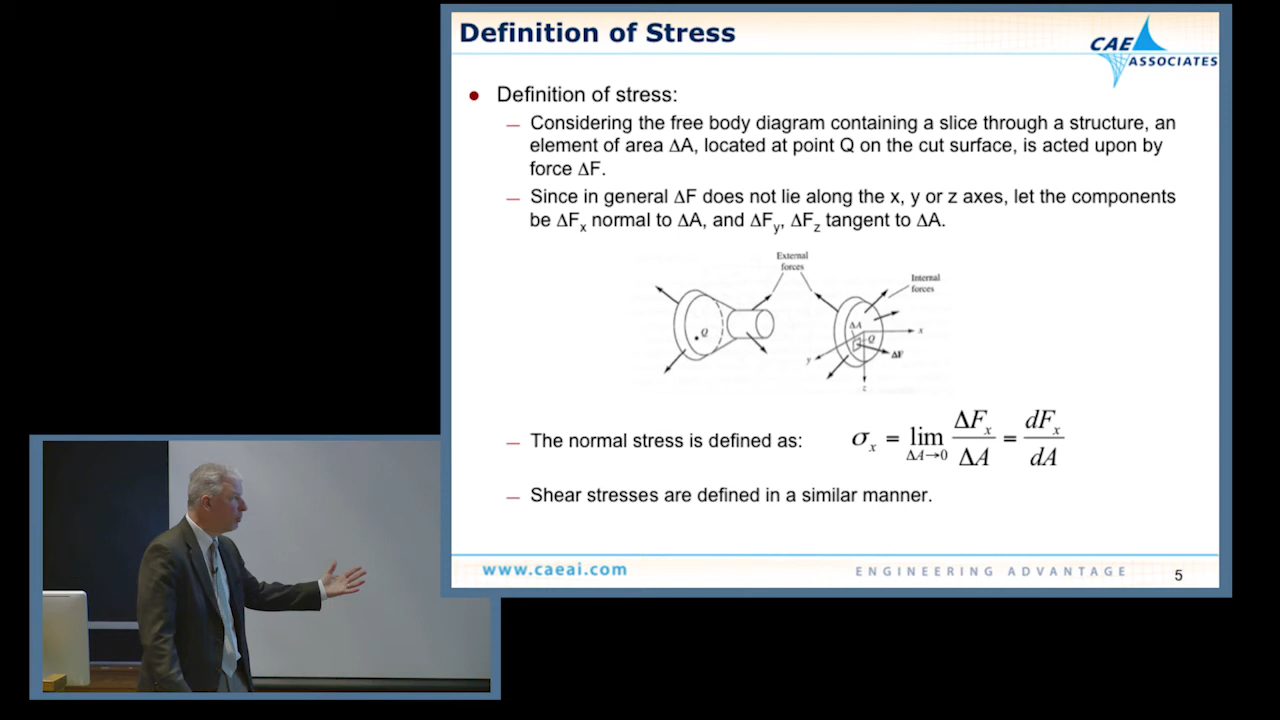 Definition of Stress
CAE
ASSOCIATES
● Definition of stress:
— Considering the free body diagram containing a slice through a structure, an
element of area ΔA, located at point Q on the cut surface, is acted upon by
force ΔF.
— Since in general ΔF does not lie along the x, y or z axes, let the components
be ΔFx normal to ΔA, and ΔFy, ΔFz tangent to ΔA.
External
forces
Internal
forces
Q
ΔA
Q
x
y
ΔF
z
— The normal stress is defined as: σx = lim ΔA→0 ΔFx/ΔA = dFx/dA
— Shear stresses are defined in a similar manner.
www.caeai.com
ENGINEERING ADVANTAGE
5